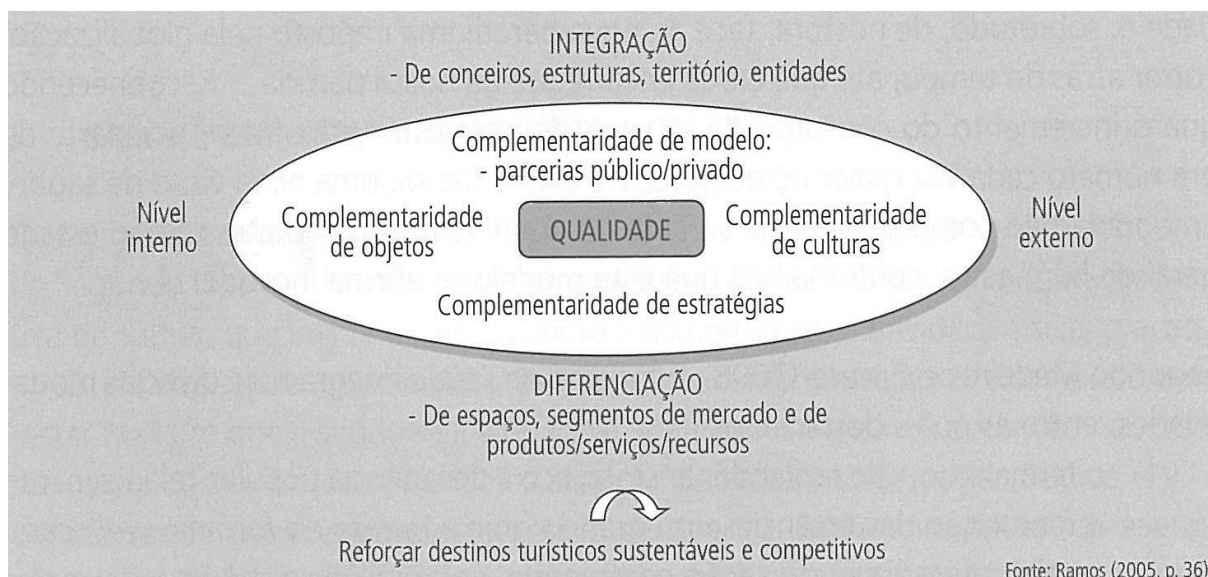 INTEGRAÇÃO
- De conceiros, estruturas, território, entidades
Complementaridade de modelo:
- parcerias público/privado
Nível
interno
Complementaridade
de objetos
QUALIDADE
Complementaridade
de culturas
Nível
externo
Complementaridade de estratégias
DIFERENCIAÇÃO
- De espaços, segmentos de mercado e de
produtos/serviços/recursos
Reforçar destinos turísticos sustentáveis e competitivos
Fonte: Ramos (2005, p. 36)